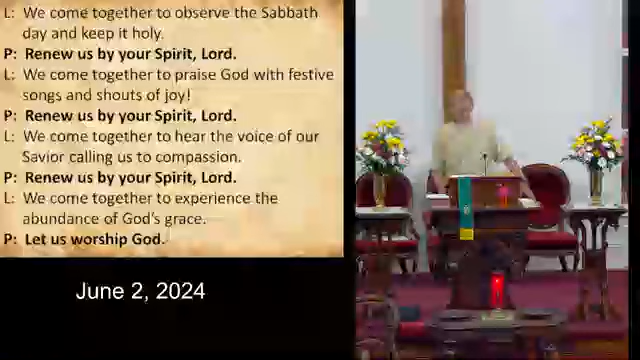 L: We come together to observe the Sabbath
day and keep it holy.
P: Renew us by your Spirit, Lord.
L: We come together to praise God with festive
songs and shouts of joy!
P: Renew us by your Spirit, Lord.
L: We come together to hear the voice of our
Savior calling us to compassion.
P: Renew us by your Spirit, Lord.
L: We come together to experience the
abundance of God's grace.
P: Let us worship God.
June 2, 2024